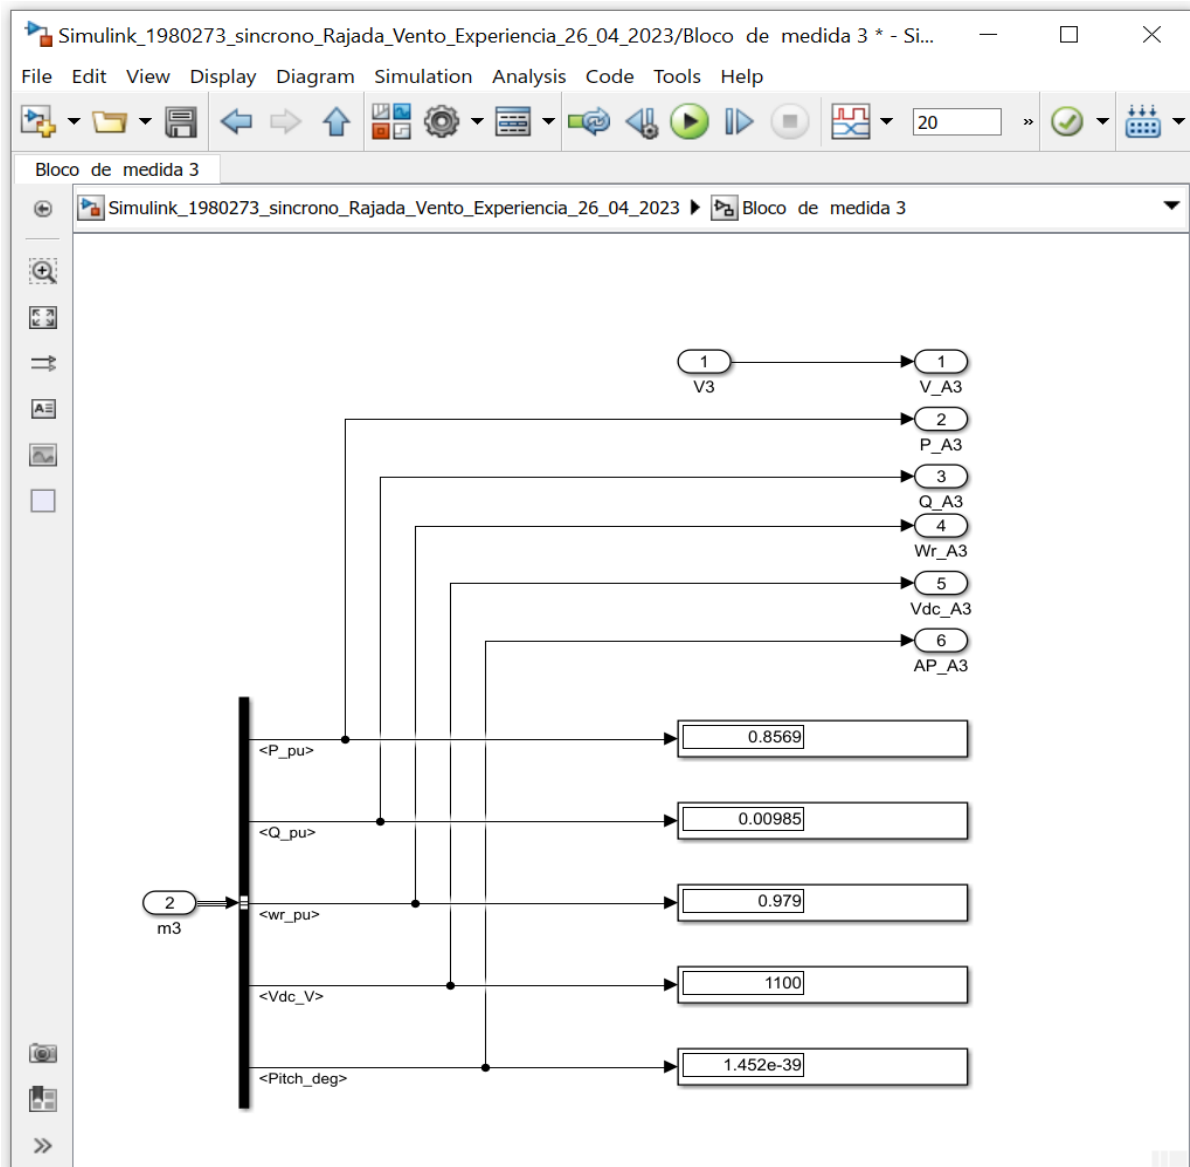 Simulink_1980273_sincrono_Rajada_Vento_Experiencia_26_04_2023/Bloco de medida 3 * - Si...
File Edit View Display Diagram Simulation Analysis Code Tools Help
20 »
Bloco de medida 3
Simulink_1980273_sincrono_Rajada_Vento_Experiencia_26_04_2023 Bloco de medida 3
1 1
V3 V_A3
2
P_A3
3
Q_A3
4
Wr_A3
5
Vdc_A3
6
AP_A3
0.8569
<P_pu>
0.00985
<Q_pu>
2 0.979
<wr_pu>
m3
1100
<Vdc_V>
1.452e-39
<Pitch_deg>